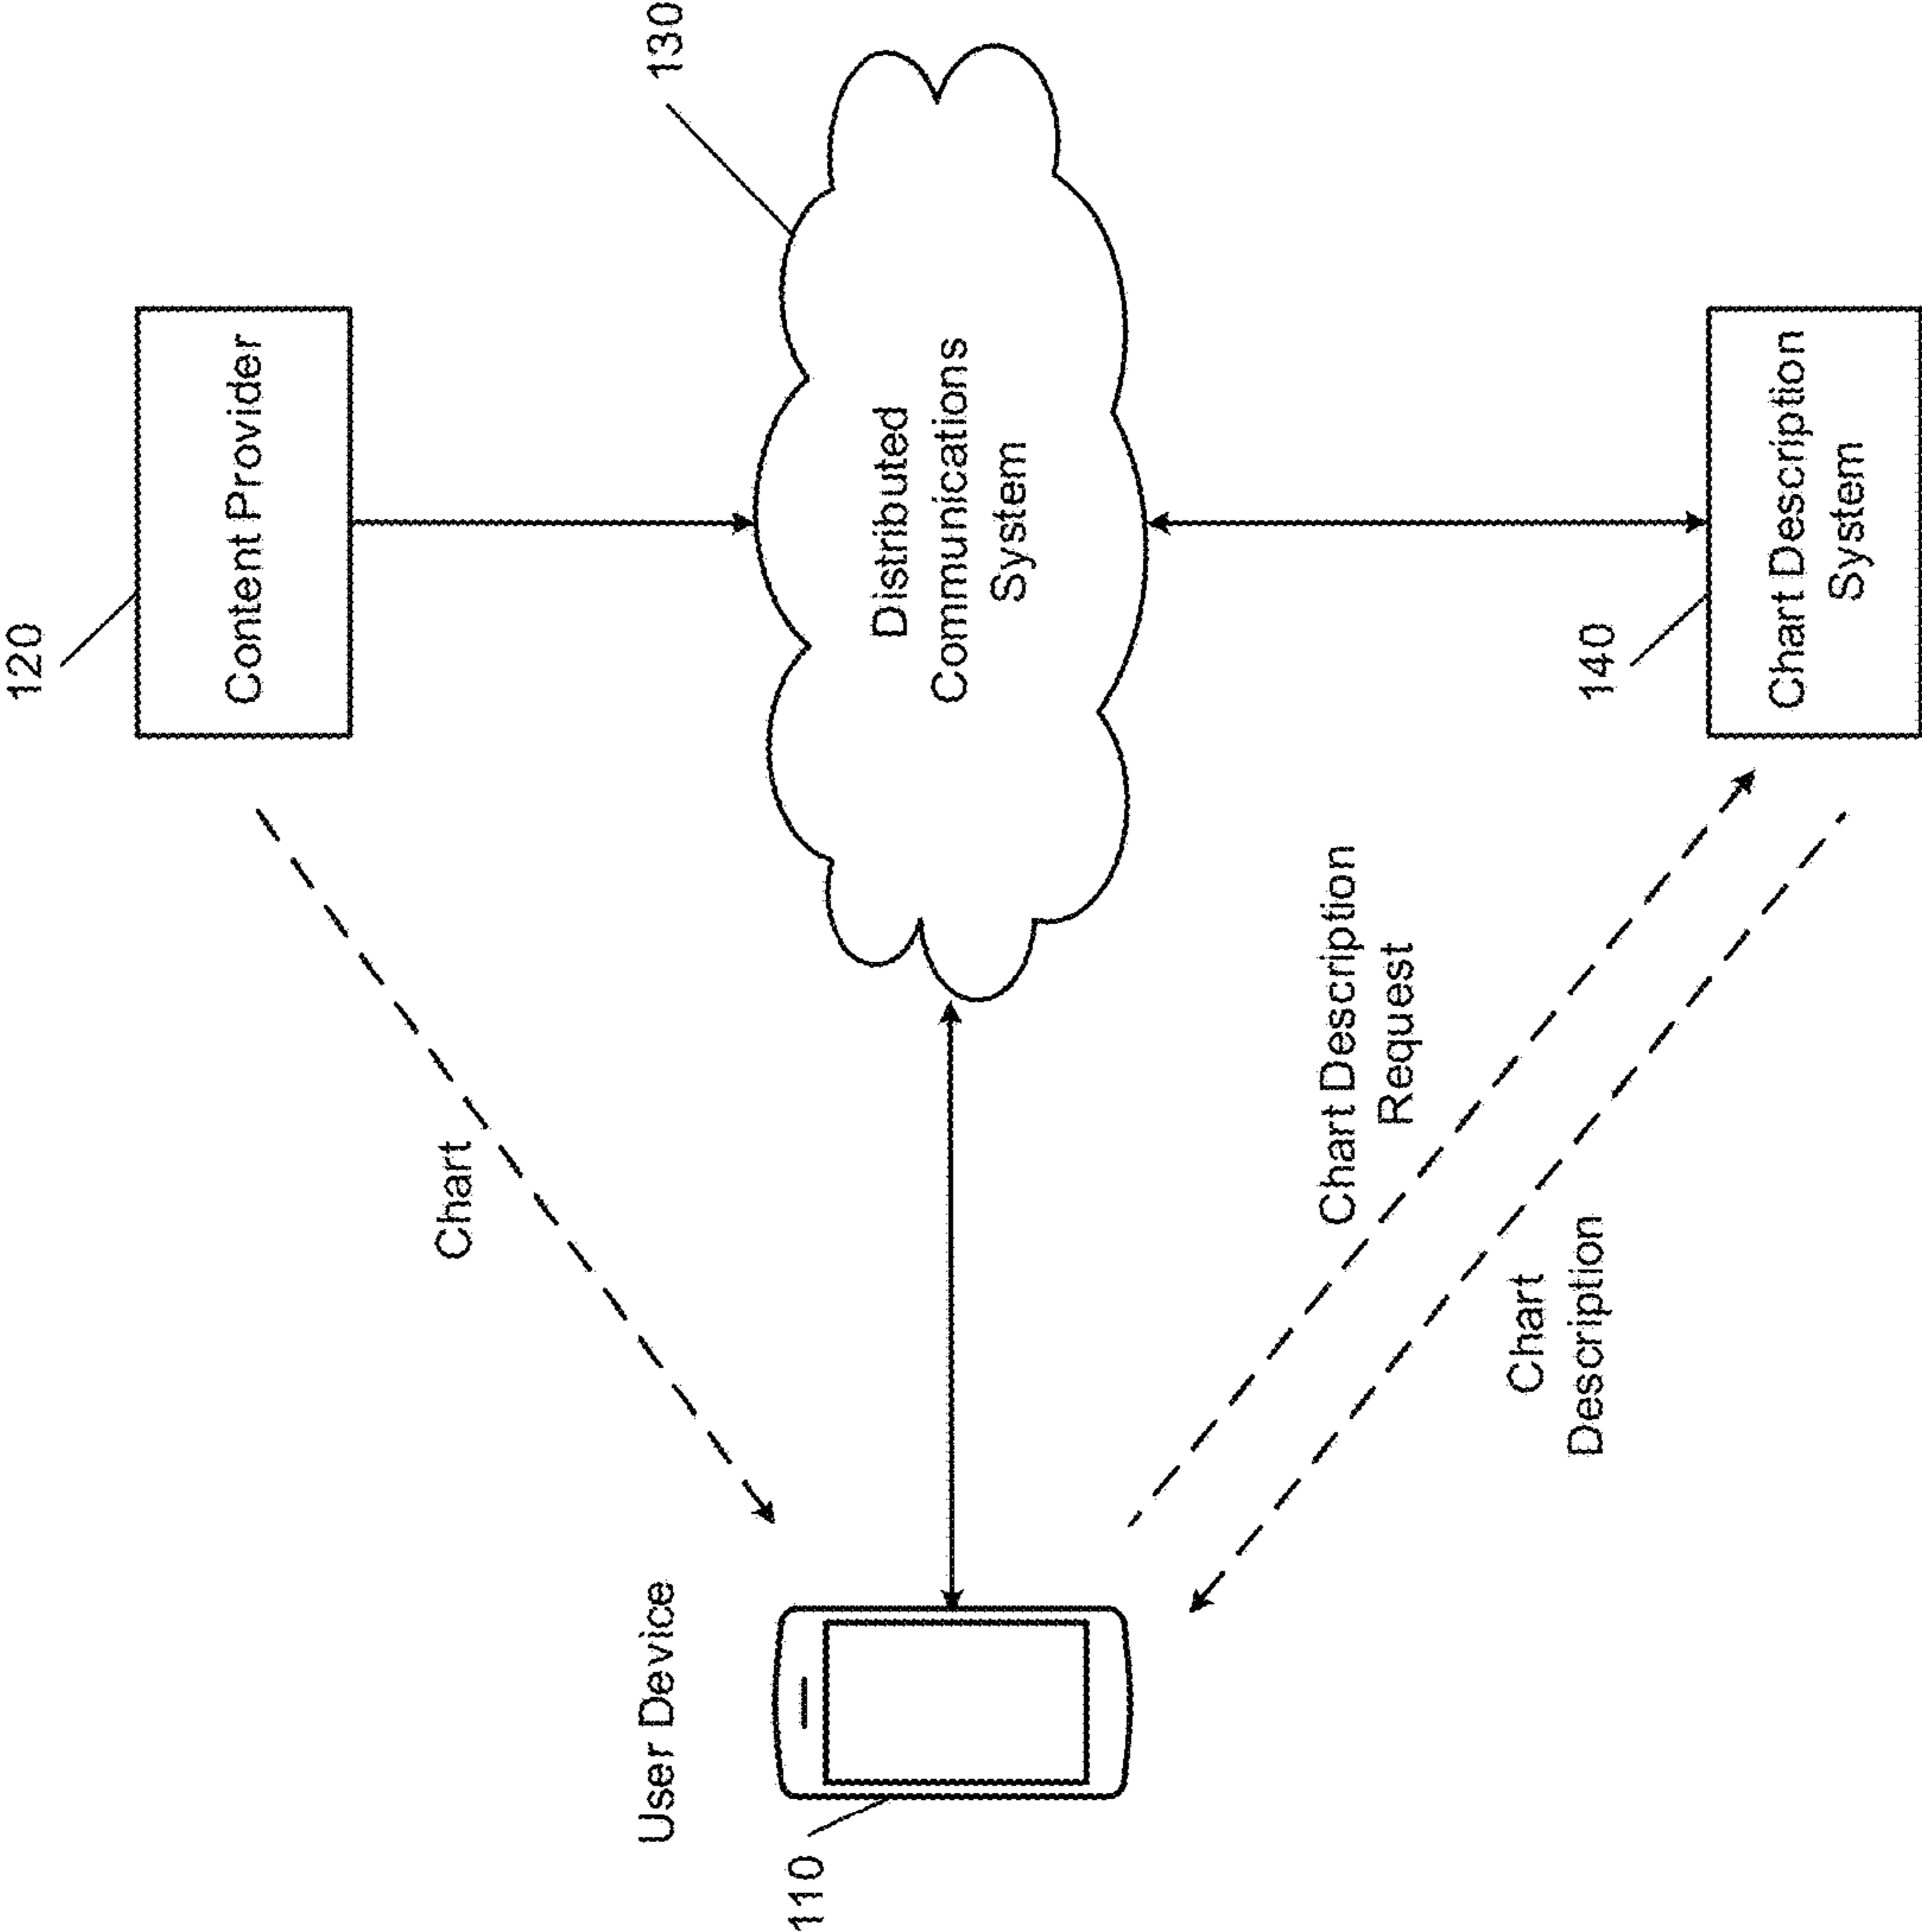 120
Content Provider
130
Distributed
Communications
System
Chart
User Device
110
Chart Description
Request
Chart
Description
140
Chart Description
System